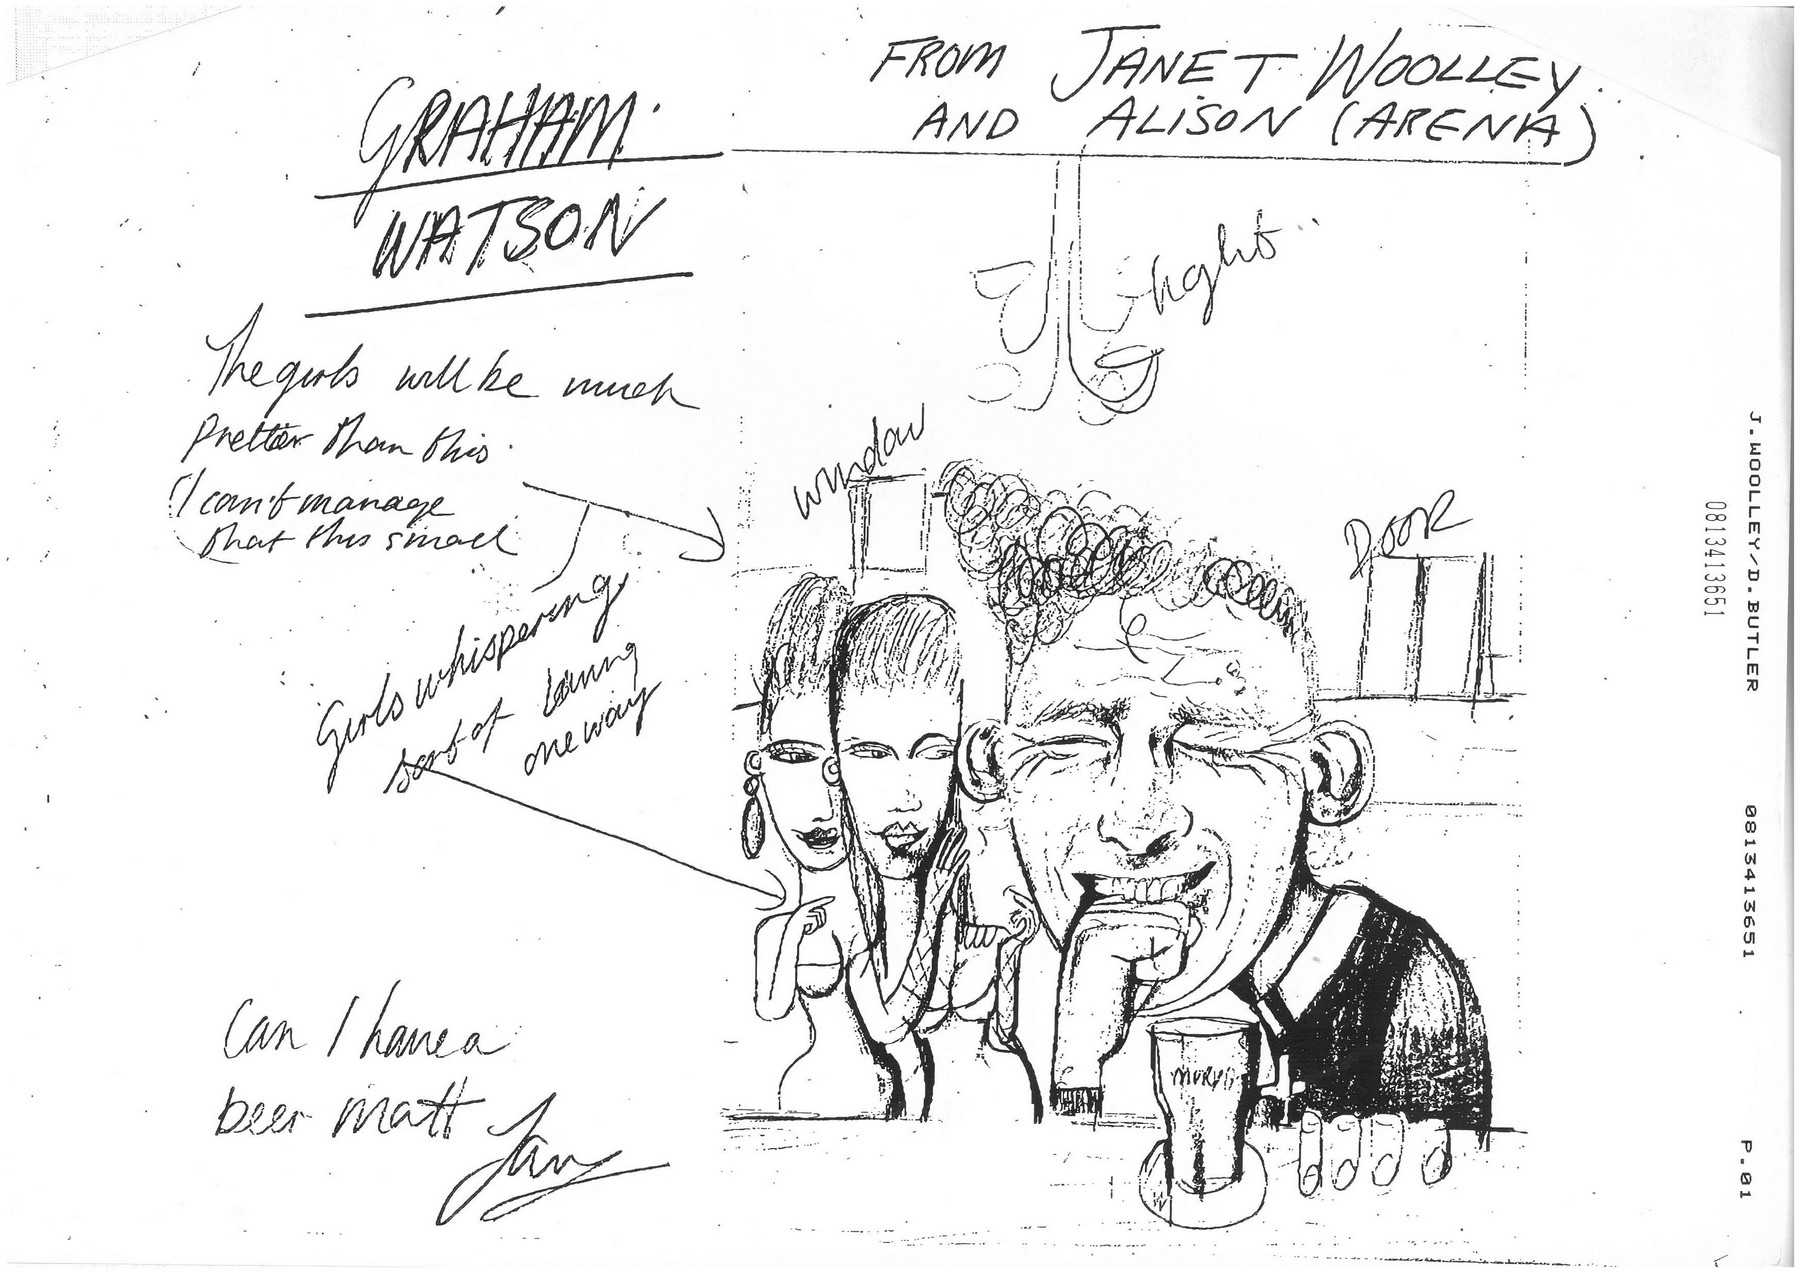 GRAHAM
WATSON
FROM JANET WOOLLEY
AND ALISON (ARENA)
light
The girls will be much
prettier than this
I can't manage
that this small
window
DOOR
Girls whispering
sort of leaning
one way
Can I have a
beer matt
Jan
J.WOOLLEY/D.BUTLER 0813413651 P.01
0813413651